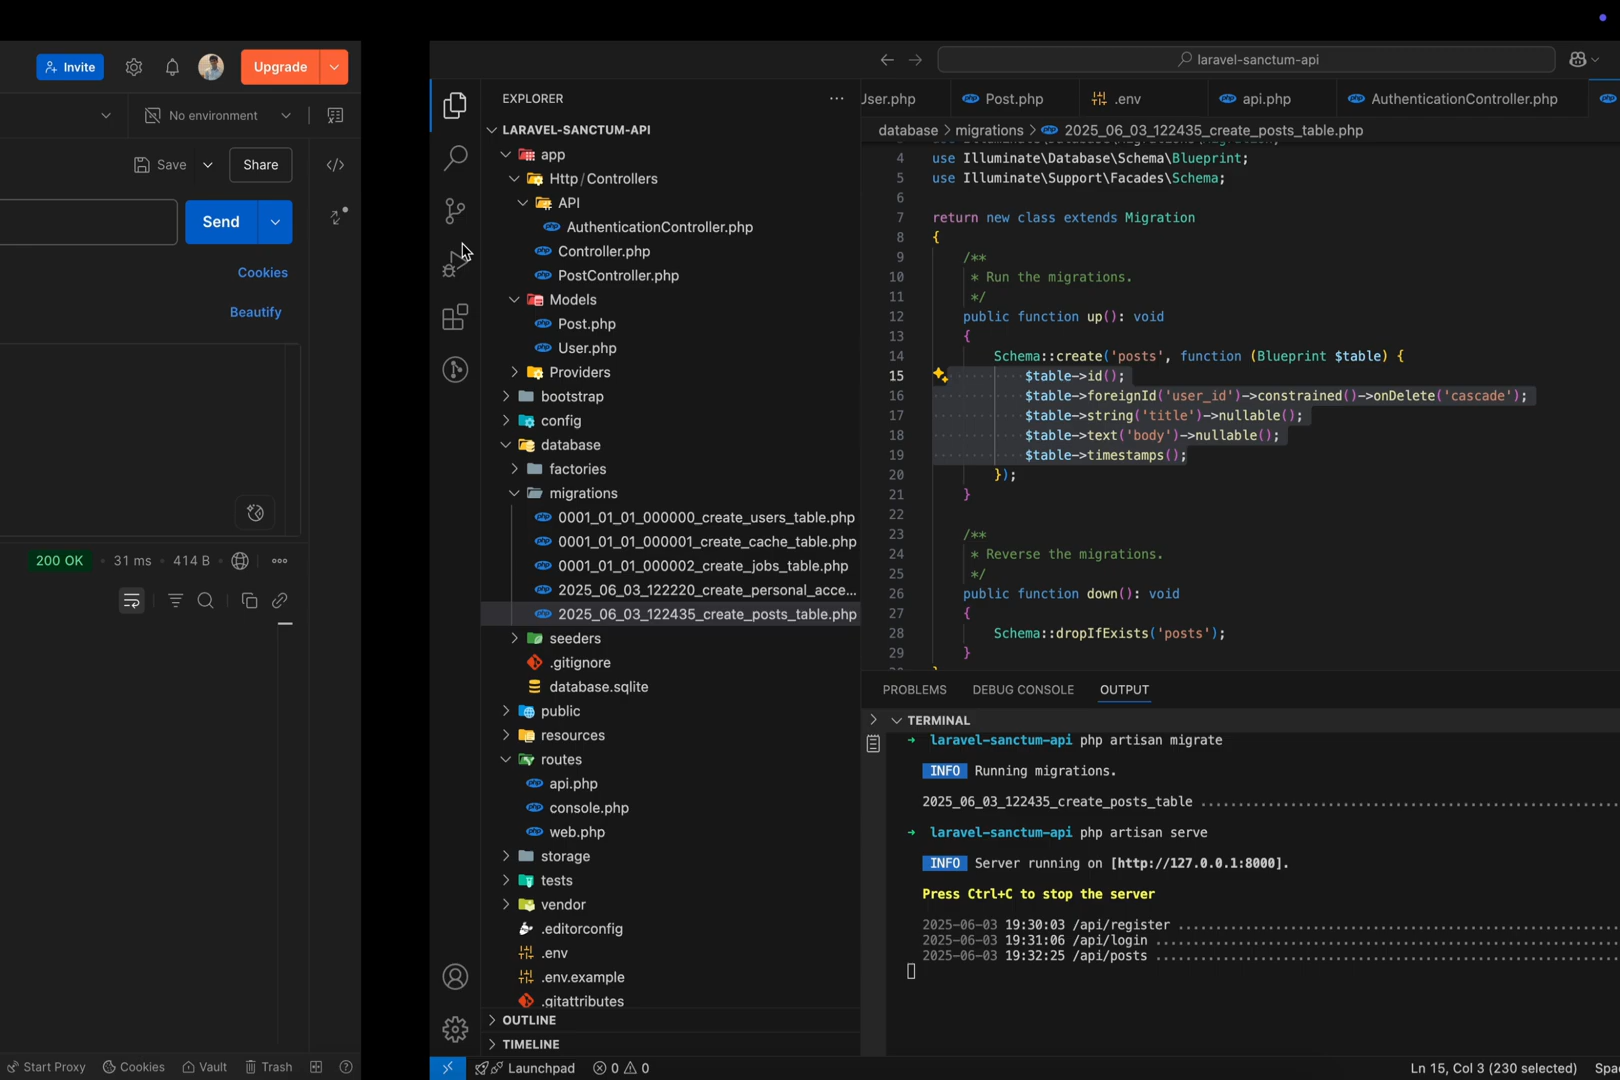 Invite
Upgrade
No environment
Save
Share
Send
Cookies
Beautify
200 OK
31 ms
414 B
Start Proxy
Cookies
Vault
Trash
laravel-sanctum-api
EXPLORER
LARAVEL-SANCTUM-API
app
Http / Controllers
API
AuthenticationController.php
Controller.php
PostController.php
Models
Post.php
User.php
Providers
bootstrap
config
database
factories
migrations
0001_01_01_000000_create_users_table.php
0001_01_01_000001_create_cache_table.php
0001_01_01_000002_create_jobs_table.php
2025_06_03_122220_create_personal_acce...
2025_06_03_122435_create_posts_table.php
seeders
.gitignore
database.sqlite
public
resources
routes
api.php
console.php
web.php
storage
tests
vendor
.editorconfig
.env
.env.example
.gitattributes
OUTLINE
TIMELINE
User.php
Post.php
.env
api.php
AuthenticationController.php
database > migrations > 2025_06_03_122435_create_posts_table.php
4 use Illuminate\Database\Schema\Blueprint;
5 use Illuminate\Support\Facades\Schema;
6
7 return new class extends Migration
8 {
9 /**
10 * Run the migrations.
11 */
12 public function up(): void
13 {
14 Schema::create('posts', function (Blueprint $table) {
15 $table->id();
16 $table->foreignId('user_id')->constrained()->onDelete('cascade');
17 $table->string('title')->nullable();
18 $table->text('body')->nullable();
19 $table->timestamps();
20 });
21 }
22
23 /**
24 * Reverse the migrations.
25 */
26 public function down(): void
27 {
28 Schema::dropIfExists('posts');
29 }
PROBLEMS
DEBUG CONSOLE
OUTPUT
TERMINAL
→ laravel-sanctum-api php artisan migrate
INFO Running migrations.
2025_06_03_122435_create_posts_table
→ laravel-sanctum-api php artisan serve
INFO Server running on [http://127.0.0.1:8000].
Press Ctrl+C to stop the server
2025-06-03 19:30:03 /api/register
2025-06-03 19:31:06 /api/login
2025-06-03 19:32:25 /api/posts
Launchpad
0
0
Ln 15, Col 3 (230 selected)